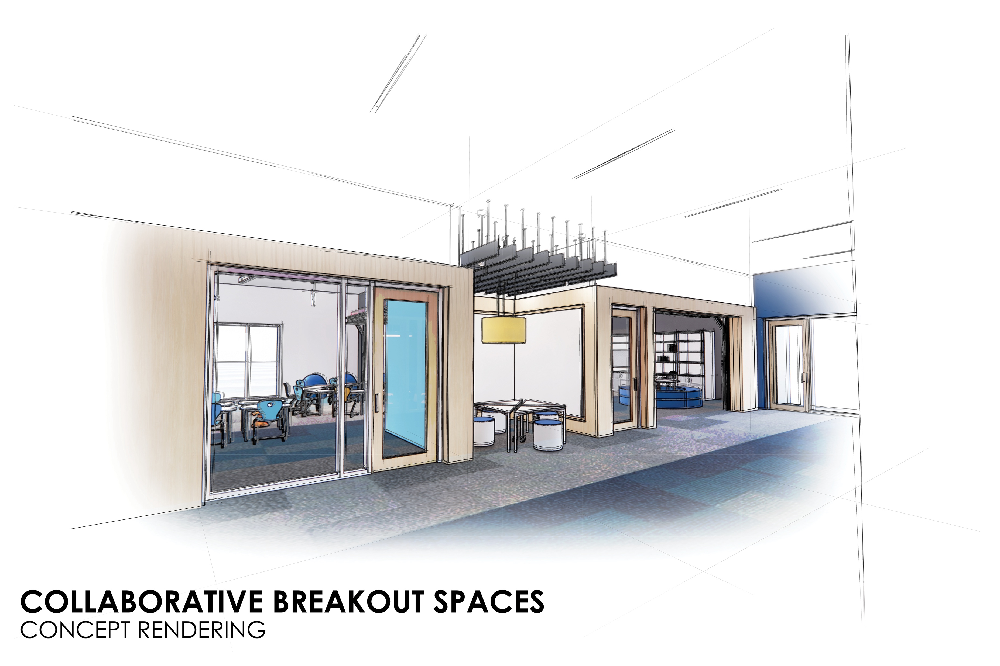 COLLABORATIVE BREAKOUT SPACES
CONCEPT RENDERING